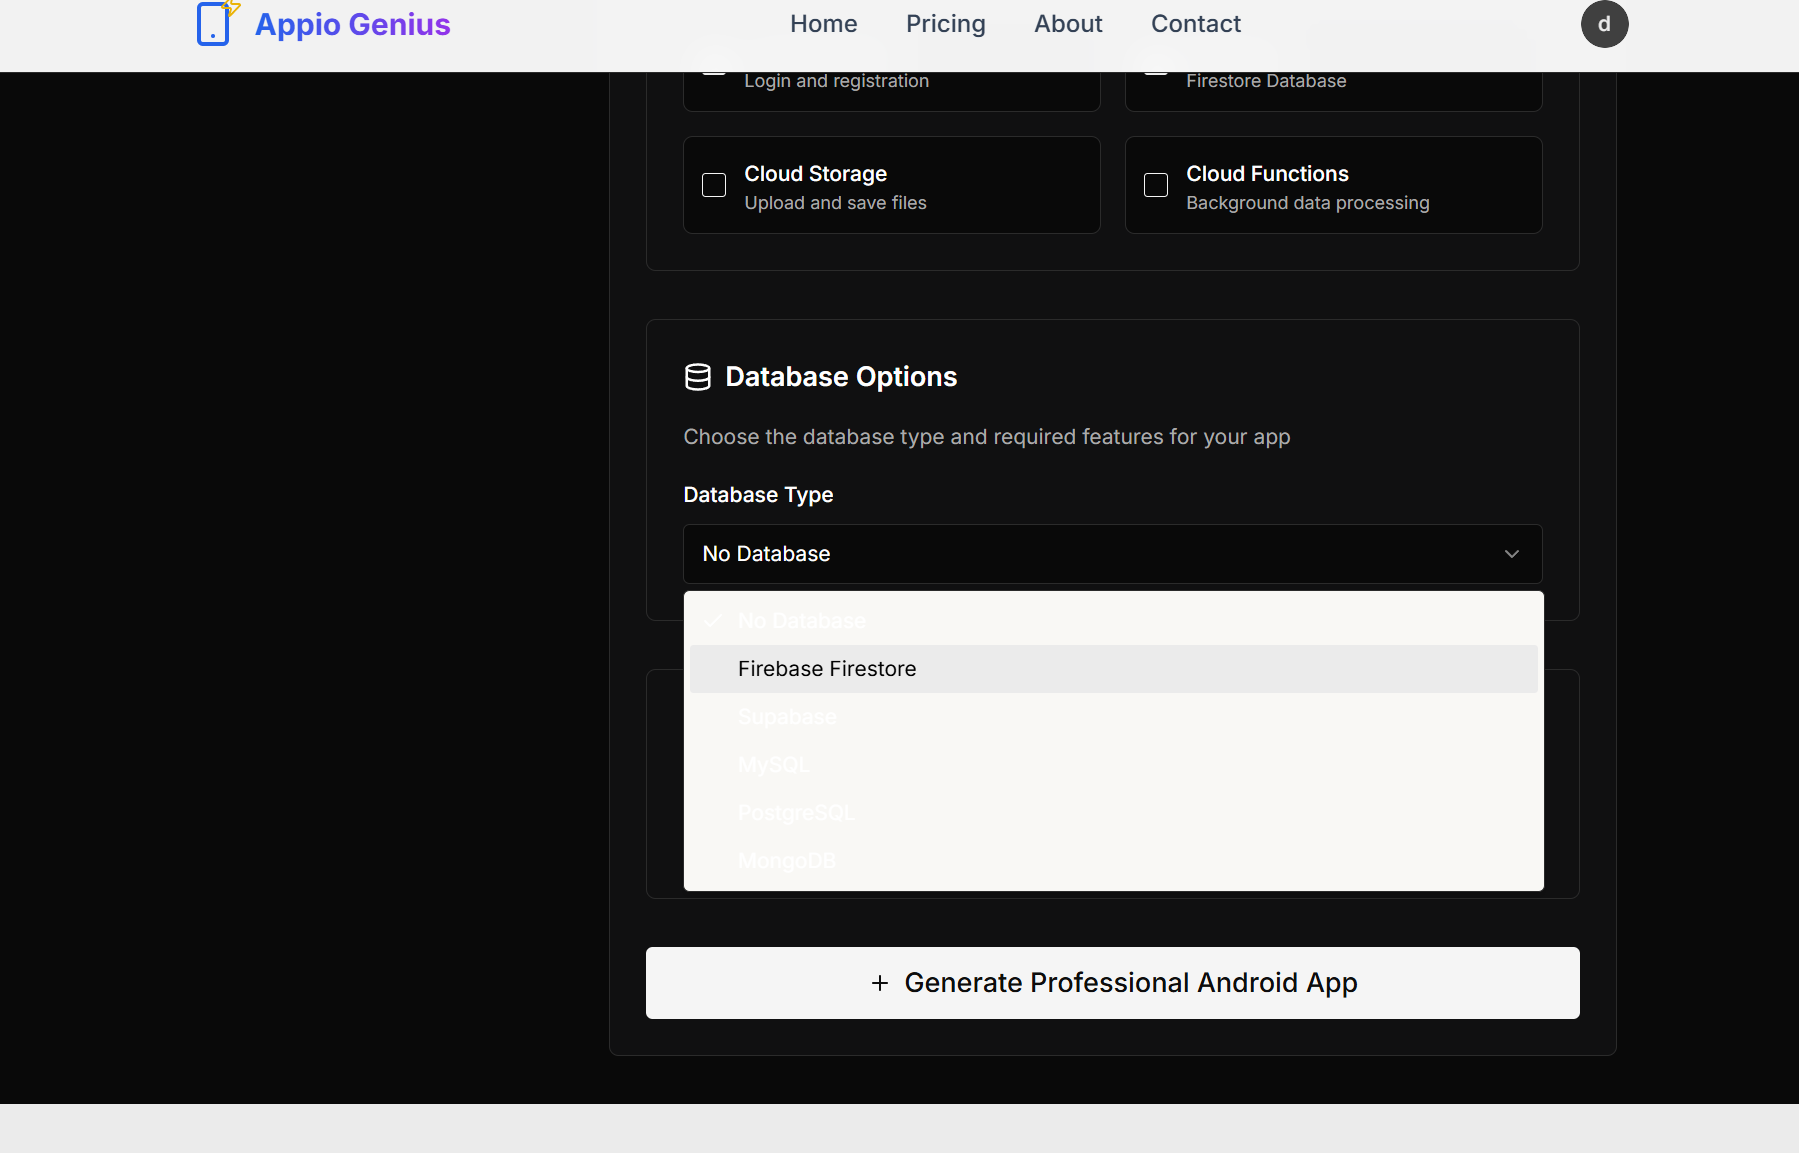 Appio Genius
Home
Pricing
About
Contact
d
Login and registration
Firestore Database
Cloud Storage
Upload and save files
Cloud Functions
Background data processing
Database Options
Choose the database type and required features for your app
Database Type
No Database
No Database
Firebase Firestore
Supabase
MySQL
PostgreSQL
MongoDB
+ Generate Professional Android App